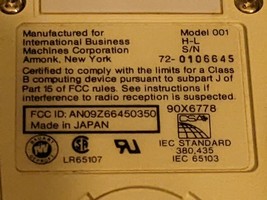 Manufactured for
International Business
Machines Corporation
Armonk, New York
Model 001
H-L
S/N
72-0106645
Certified to comply with the limits for a Class
B computing device pursuant to subpart J of
Part 15 of FCC rules. See instructions if
interference to radio reception is suspected.
FCC ID: AN09Z66450350
Made in JAPAN
90X6778
LR65107
IEC STANDARD
380,435
IEC 65103